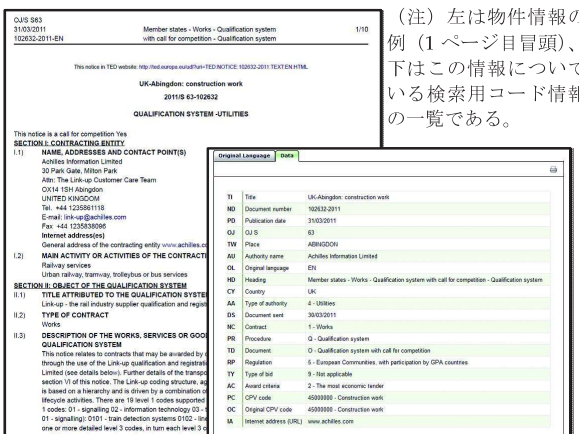 OJ/S S63
31/03/2011
102632-2011-EN
Member states - Works - Qualification system
with call for competition - Qualification system
1/10
This notice in TED website: http://ted.europa.eu/udl?uri=TED:NOTICE:102632-2011:TEXT:EN:HTML
UK-Abingdon: construction work
2011/S 63-102632
QUALIFICATION SYSTEM -UTILITIES
This notice is a call for competition Yes
SECTION I: CONTRACTING ENTITY
I.1) NAME, ADDRESSES AND CONTACT POINT(S)
Achilles Information Limited
30 Park Gate, Milton Park
Attn: The Link-up Customer Care Team
OX14 1SH Abingdon
UNITED KINGDOM
Tel. +44 1235861118
E-mail: link-up@achilles.com
Fax +44 1235838096
Internet address(es)
General address of the contracting entity www.achilles.co
I.2) MAIN ACTIVITY OR ACTIVITIES OF THE CONTRACTI
Railway services
Urban railway, tramway, trolleybus or bus services
SECTION II: OBJECT OF THE QUALIFICATION SYSTEM
II.1) TITLE ATTRIBUTED TO THE QUALIFICATION SYSTE
Link-up - the rail industry supplier qualification and regist
II.2) TYPE OF CONTRACT
Works
II.3) DESCRIPTION OF THE WORKS, SERVICES OR GOO
QUALIFICATION SYSTEM
This notice relates to contracts that may be awarded by
through the use of the Link-up qualification and registrati
Limited (see details below). Further details of the transpo
section VI of this notice. The Link-up coding structure, ag
is based on a hierarchy and is driven by a combination o
lifecycle activities. There are 19 level 1 codes supported
1 codes: 01 - signalling 02 - information technology 03 -
01 - signalling): 0101 - train detection systems 0102 - line
one or more detailed level 3 codes, in turn each level 3 c
（注）左は物件情報の
例（1 ページ目冒頭）、
下はこの情報について
いる検索用コード情報
の一覧である。
Original Language Data
TI Title UK-Abingdon: construction work
ND Document number 102632-2011
PD Publication date 31/03/2011
OJ OJ S 63
TW Place ABINGDON
AU Authority name Achilles Information Limited
OL Original language EN
HD Heading Member states - Works - Qualification system with call for competition - Qualification system
CY Country UK
AA Type of authority 4 - Utilities
DS Document sent 30/03/2011
NC Contract 1 - Works
PR Procedure Q - Qualification system
TD Document O - Qualification system with call for competition
RP Regulation 5 - European Communities, with participation by GPA countries
TY Type of bid 9 - Not applicable
AC Award criteria 2 - The most economic tender
PC CPV code 45000000 - Construction work
OC Original CPV code 45000000 - Construction work
IA Internet address (URL) www.achilles.com